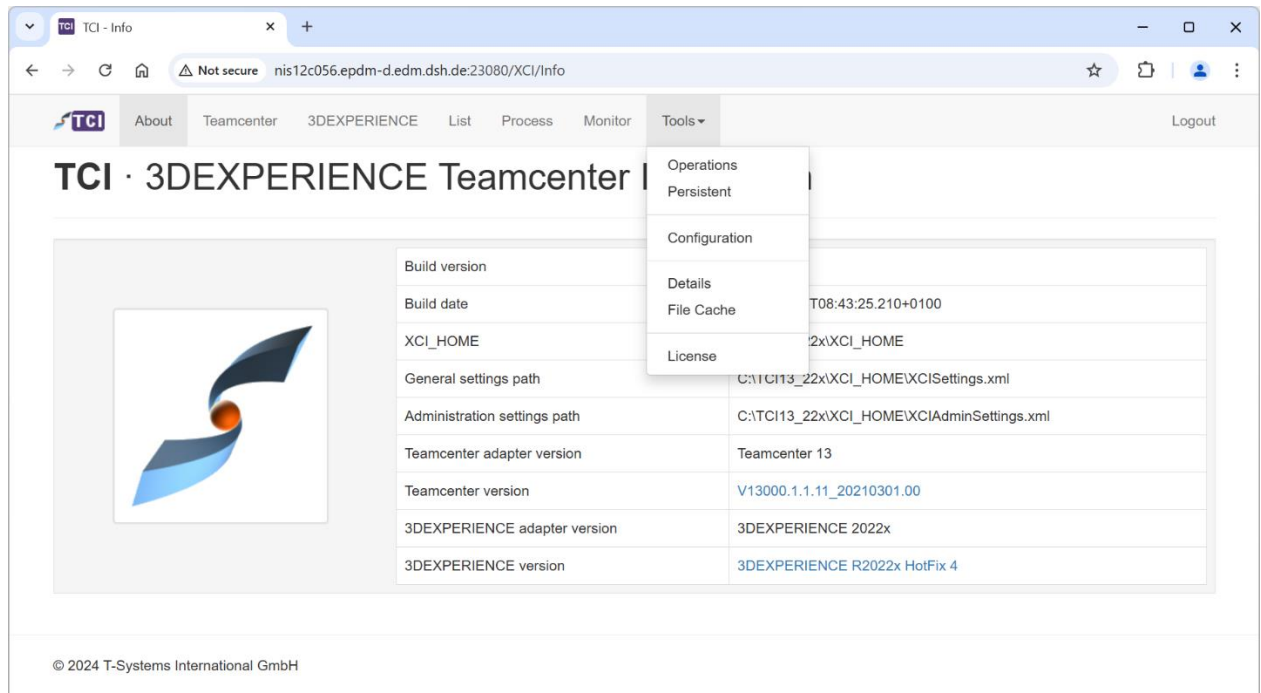 TCI TCI - Info
Not secure nis12c056.epdm-d.edm.dsh.de:23080/XCI/Info
TCI About Teamcenter 3DEXPERIENCE List Process Monitor Tools Logout
TCI · 3DEXPERIENCE Teamcenter
Operations
Persistent
Configuration
Details
File Cache
License
Build version
Build date T08:43:25.210+0100
XCI_HOME 2x\XCI_HOME
General settings path C:\TCI13_22x\XCI_HOME\XCISettings.xml
Administration settings path C:\TCI13_22x\XCI_HOME\XCIAdminSettings.xml
Teamcenter adapter version Teamcenter 13
Teamcenter version V13000.1.1.11_20210301.00
3DEXPERIENCE adapter version 3DEXPERIENCE 2022x
3DEXPERIENCE version 3DEXPERIENCE R2022x HotFix 4
© 2024 T-Systems International GmbH